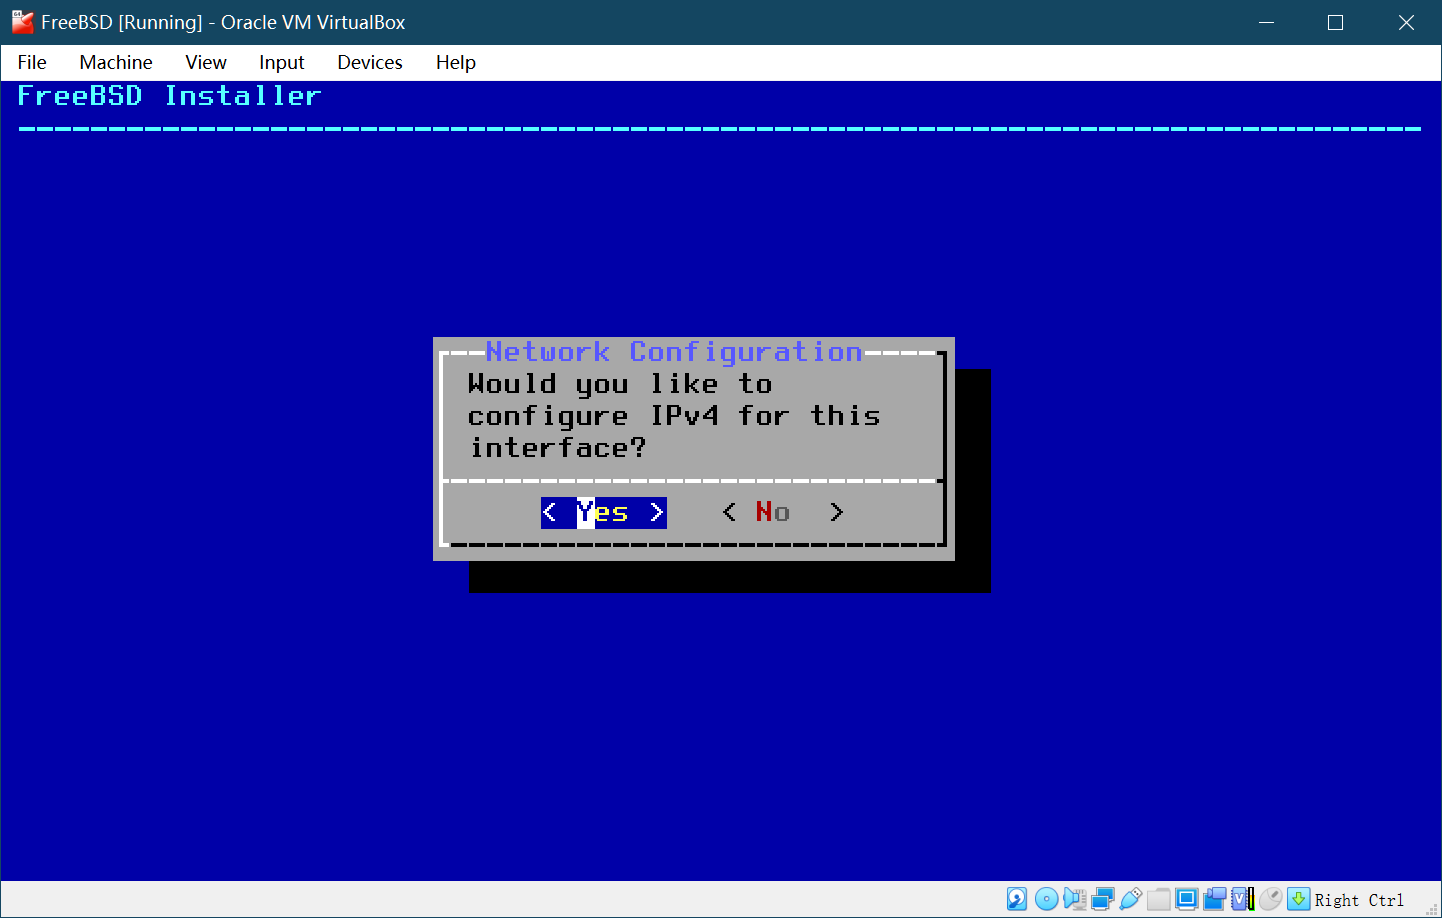 FreeBSD [Running] - Oracle VM VirtualBox
File Machine View Input Devices Help
FreeBSD Installer
Network Configuration
Would you like to
configure IPv4 for this
interface?
< Yes > < No >
Right Ctrl